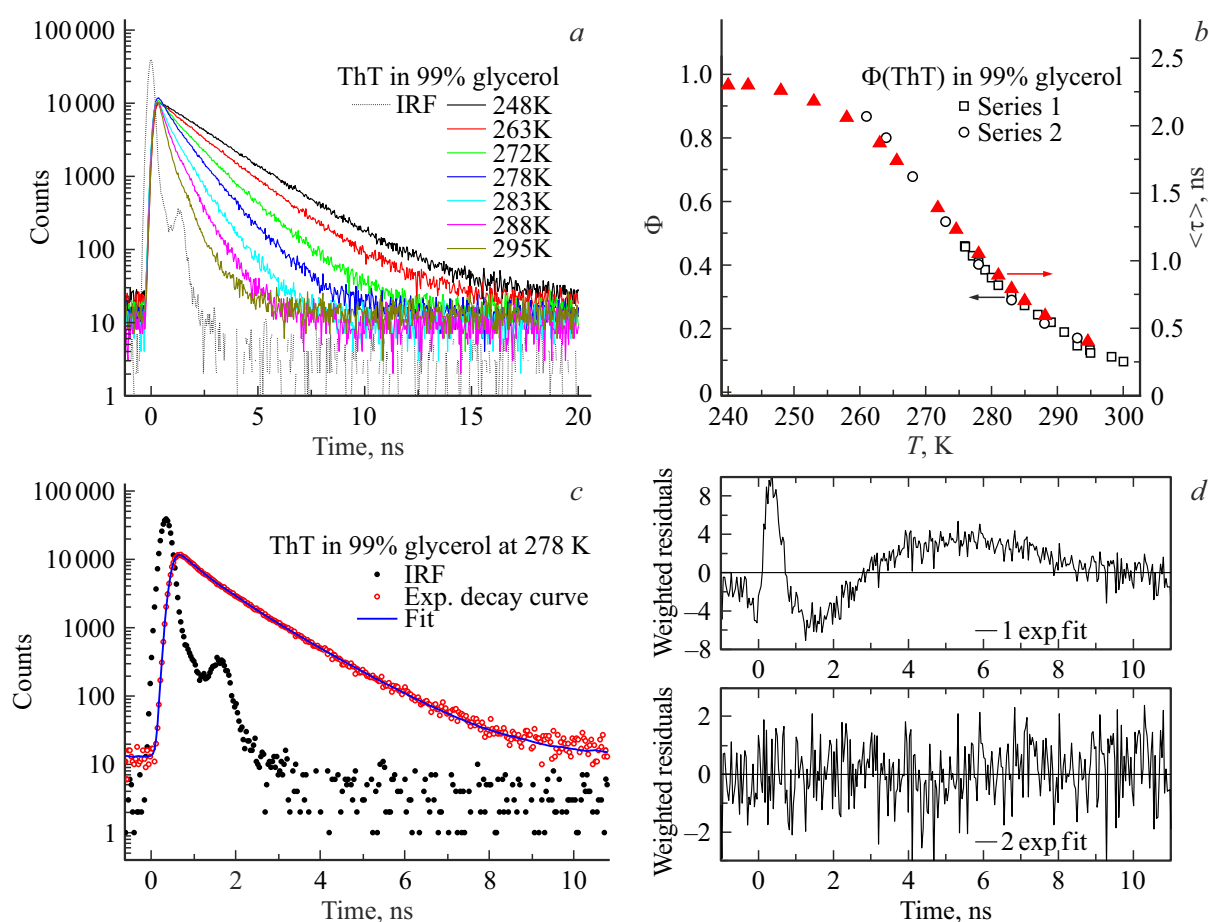 a
100 000
10 000
1000
100
10
1
Counts
ThT in 99% glycerol
IRF
248K
263K
272K
278K
283K
288K
295K
0
5
10
15
20
Time, ns
b
1.0
0.8
0.6
0.4
0.2
0
Φ
Φ(ThT) in 99% glycerol
Series 1
Series 2
2.5
2.0
1.5
1.0
0.5
0
<τ>, ns
240
250
260
270
280
290
300
T, K
c
100 000
10 000
1000
100
10
1
Counts
ThT in 99% glycerol at 278 K
IRF
Exp. decay curve
Fit
0
2
4
6
8
10
Time, ns
d
Weighted residuals
8
4
0
−4
−8
1 exp fit
0
2
4
6
8
10
Weighted residuals
2
0
−2
2 exp fit
0
2
4
6
8
10
Time, ns